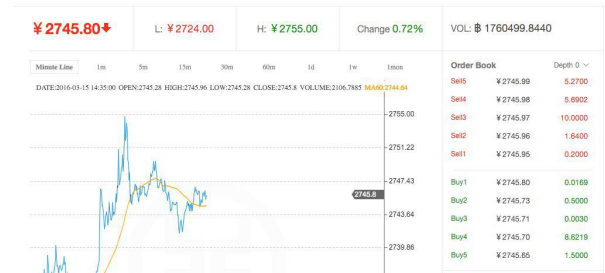 ¥ 2745.80
L: ¥ 2724.00
H: ¥ 2755.00
Change 0.72%
VOL: ฿ 1760499.8440
Minute Line 1m 5m 15m 30m 60m 1d 1w 1mon
DATE:2016-03-15 14:35:00 OPEN:2745.28 HIGH:2745.96 LOW:2745.28 CLOSE:2745.8 VOLUME:2106.7885 MA60:2744.64
2755.00
2751.22
2747.43
2745.8
2743.64
2739.86
Order Book Depth 0
Sell5 ¥ 2745.99 5.2700
Sell4 ¥ 2745.98 5.6902
Sell3 ¥ 2745.97 10.0000
Sell2 ¥ 2745.96 1.6400
Sell1 ¥ 2745.95 0.2000
Buy1 ¥ 2745.80 0.0169
Buy2 ¥ 2745.73 0.5000
Buy3 ¥ 2745.71 0.0030
Buy4 ¥ 2745.70 8.6219
Buy5 ¥ 2745.65 1.5000